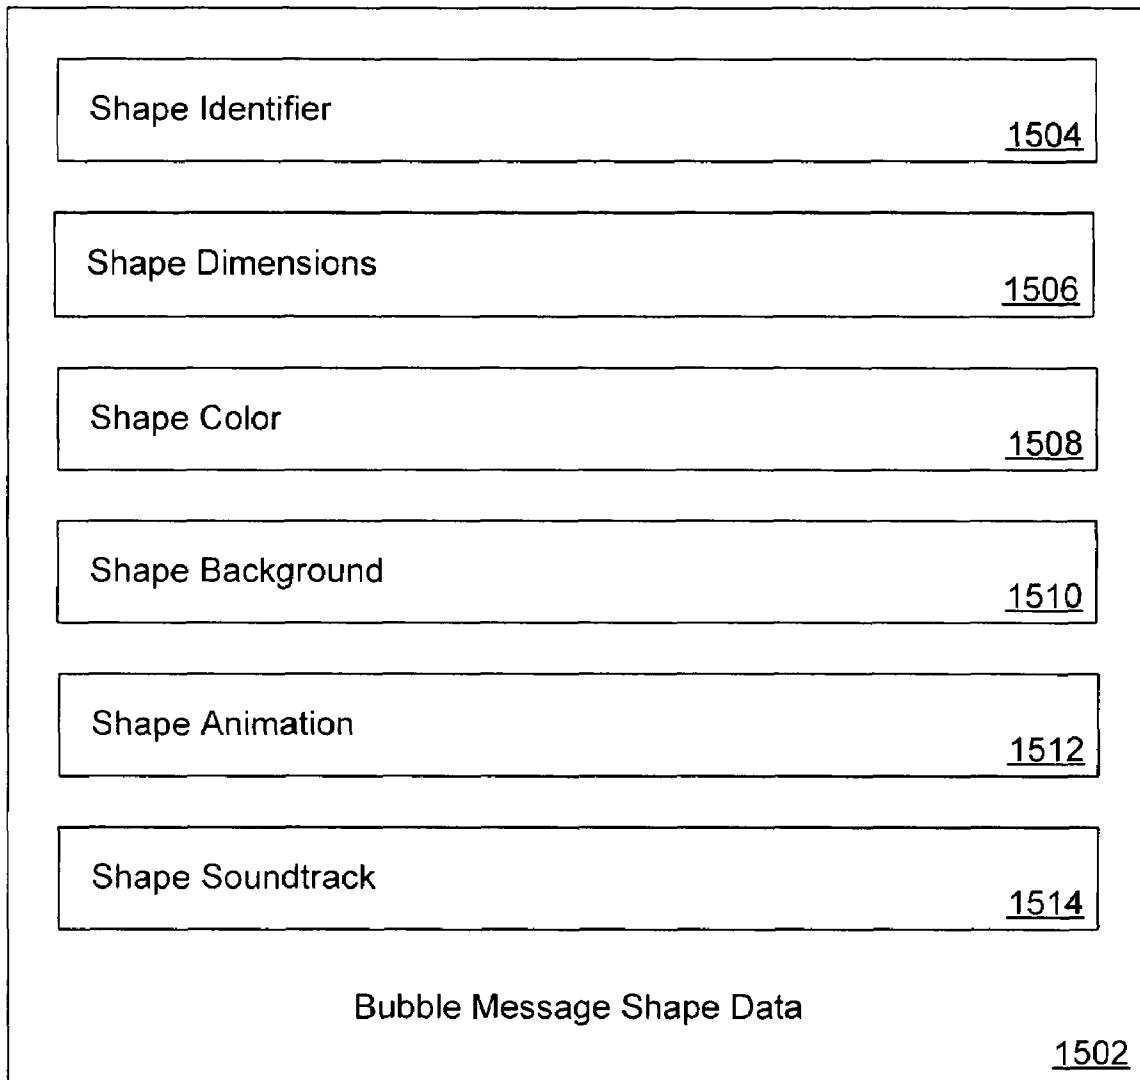 Shape Identifier
1504
Shape Dimensions
1506
Shape Color
1508
Shape Background
1510
Shape Animation
1512
Shape Soundtrack
1514
Bubble Message Shape Data
1502